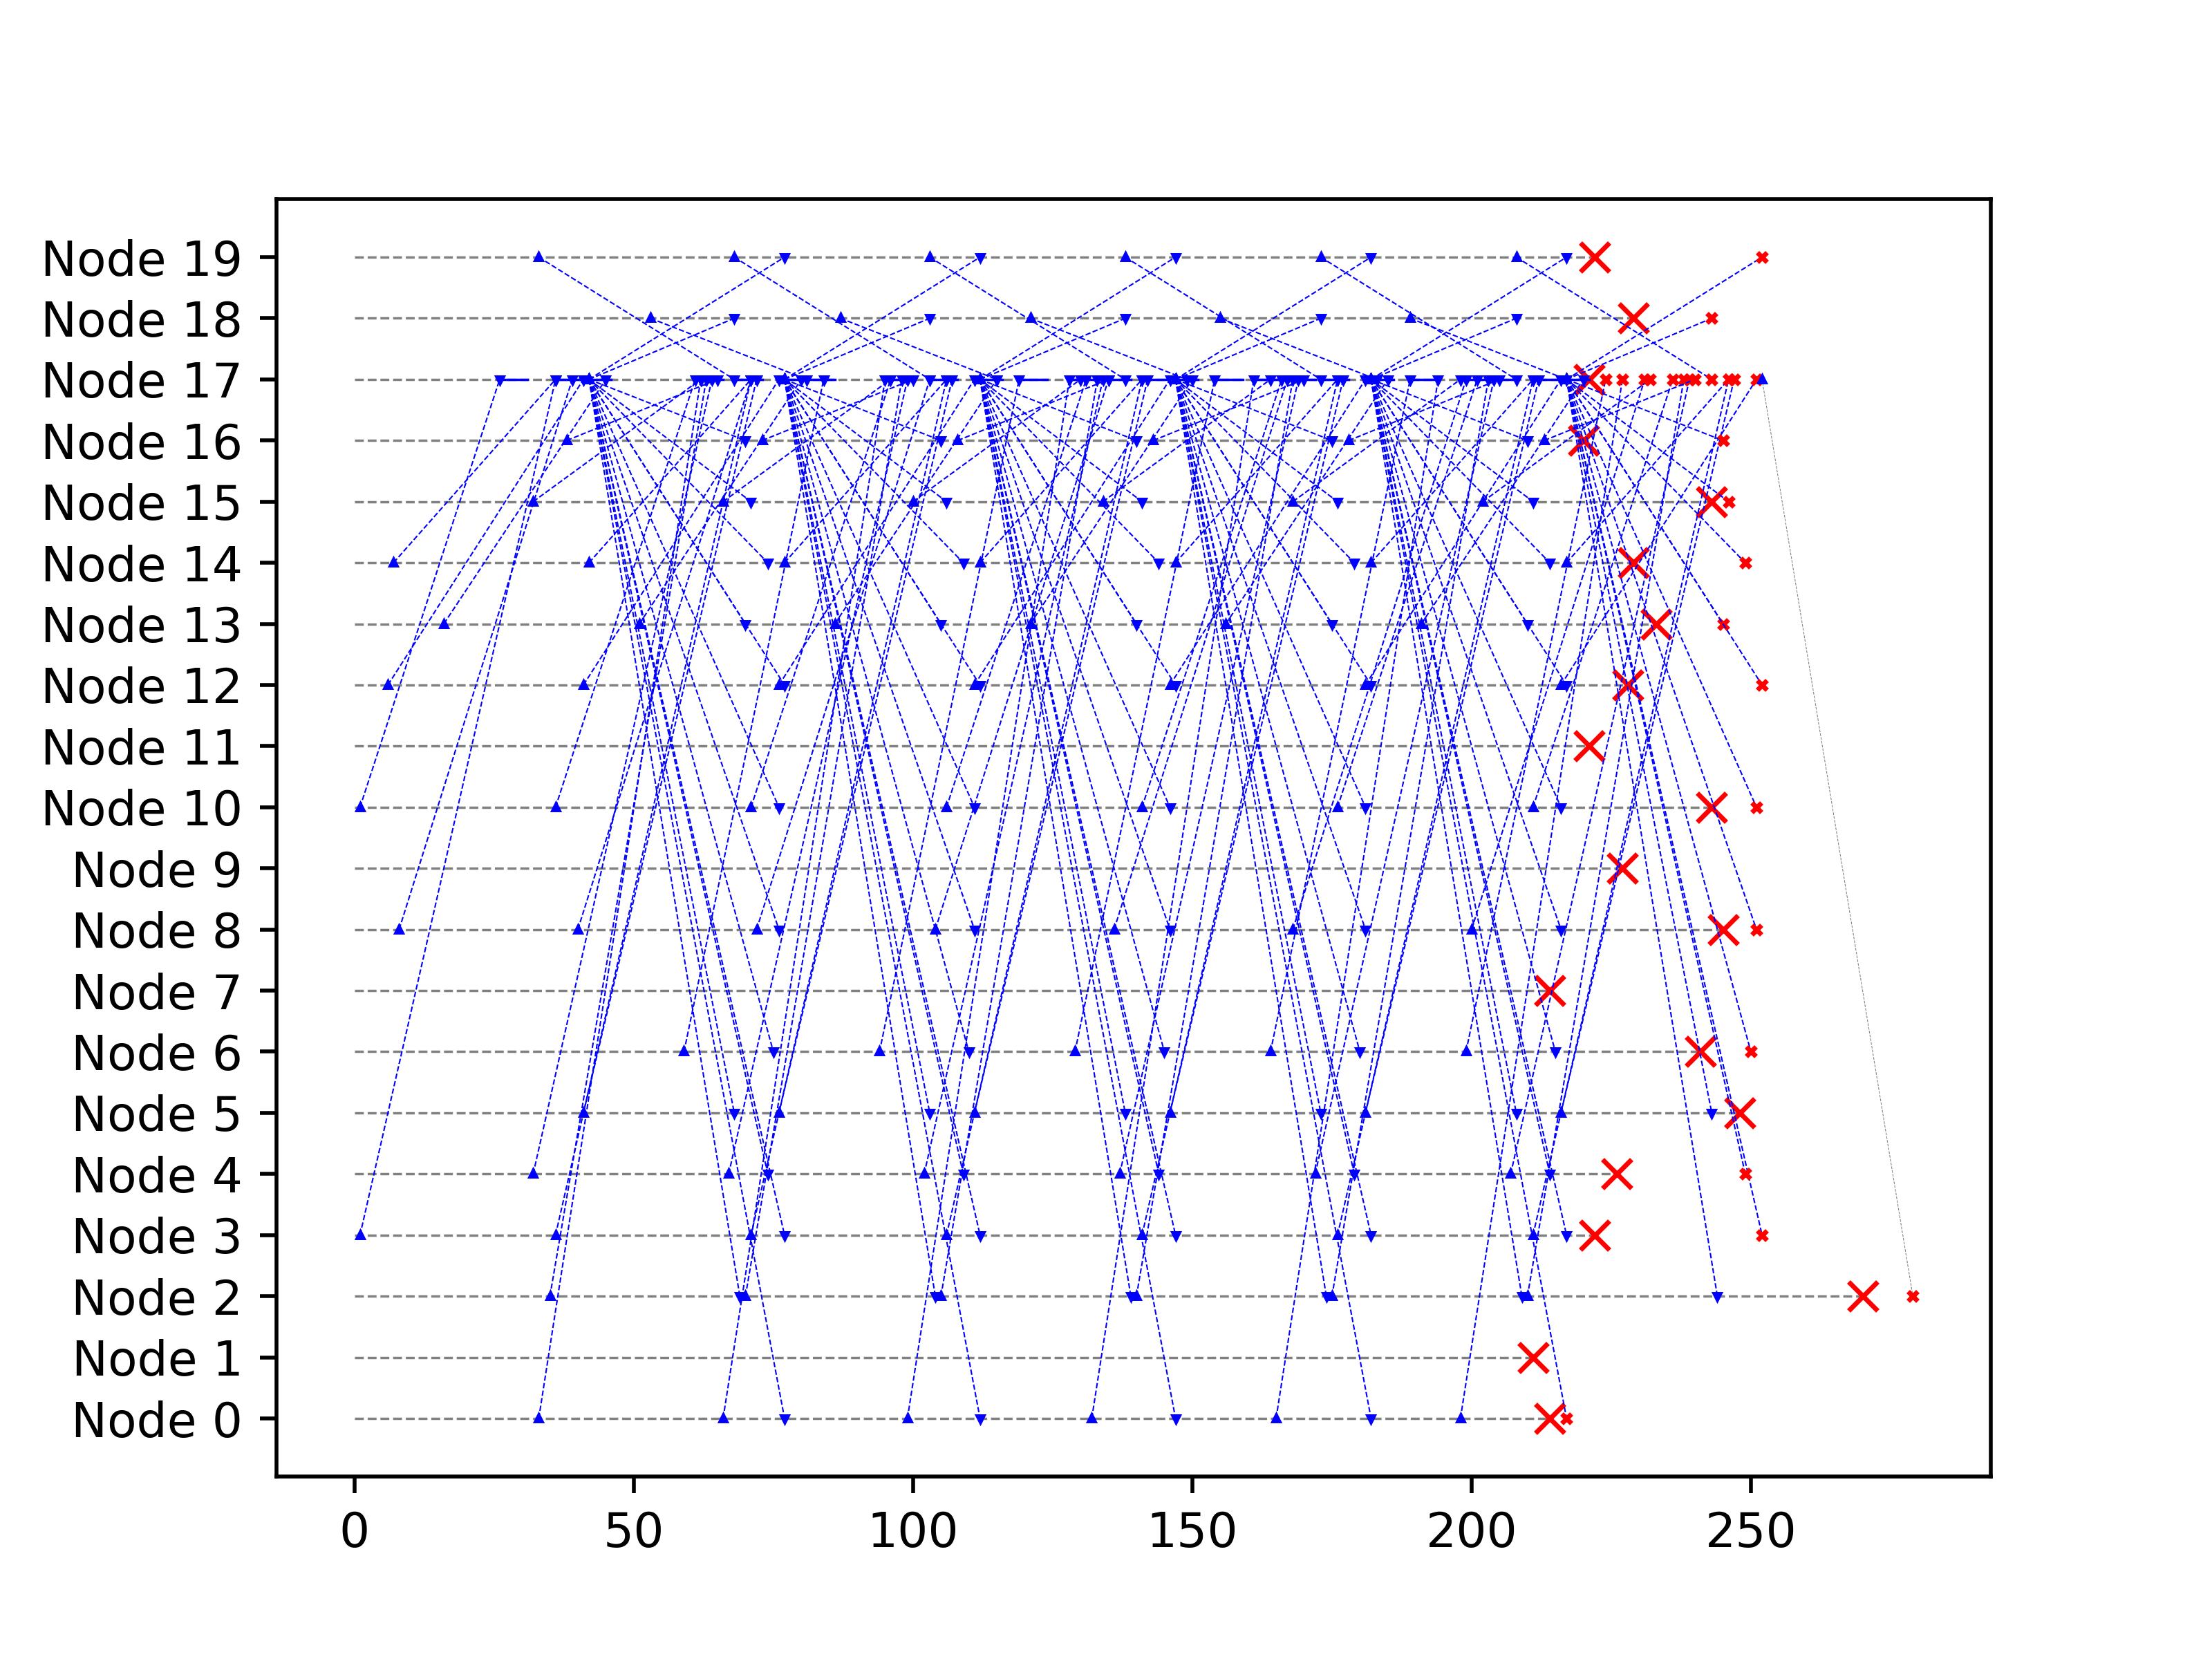 Node 19
Node 18
Node 17
Node 16
Node 15
Node 14
Node 13
Node 12
Node 11
Node 10
Node 9
Node 8
Node 7
Node 6
Node 5
Node 4
Node 3
Node 2
Node 1
Node 0
0 50 100 150 200 250